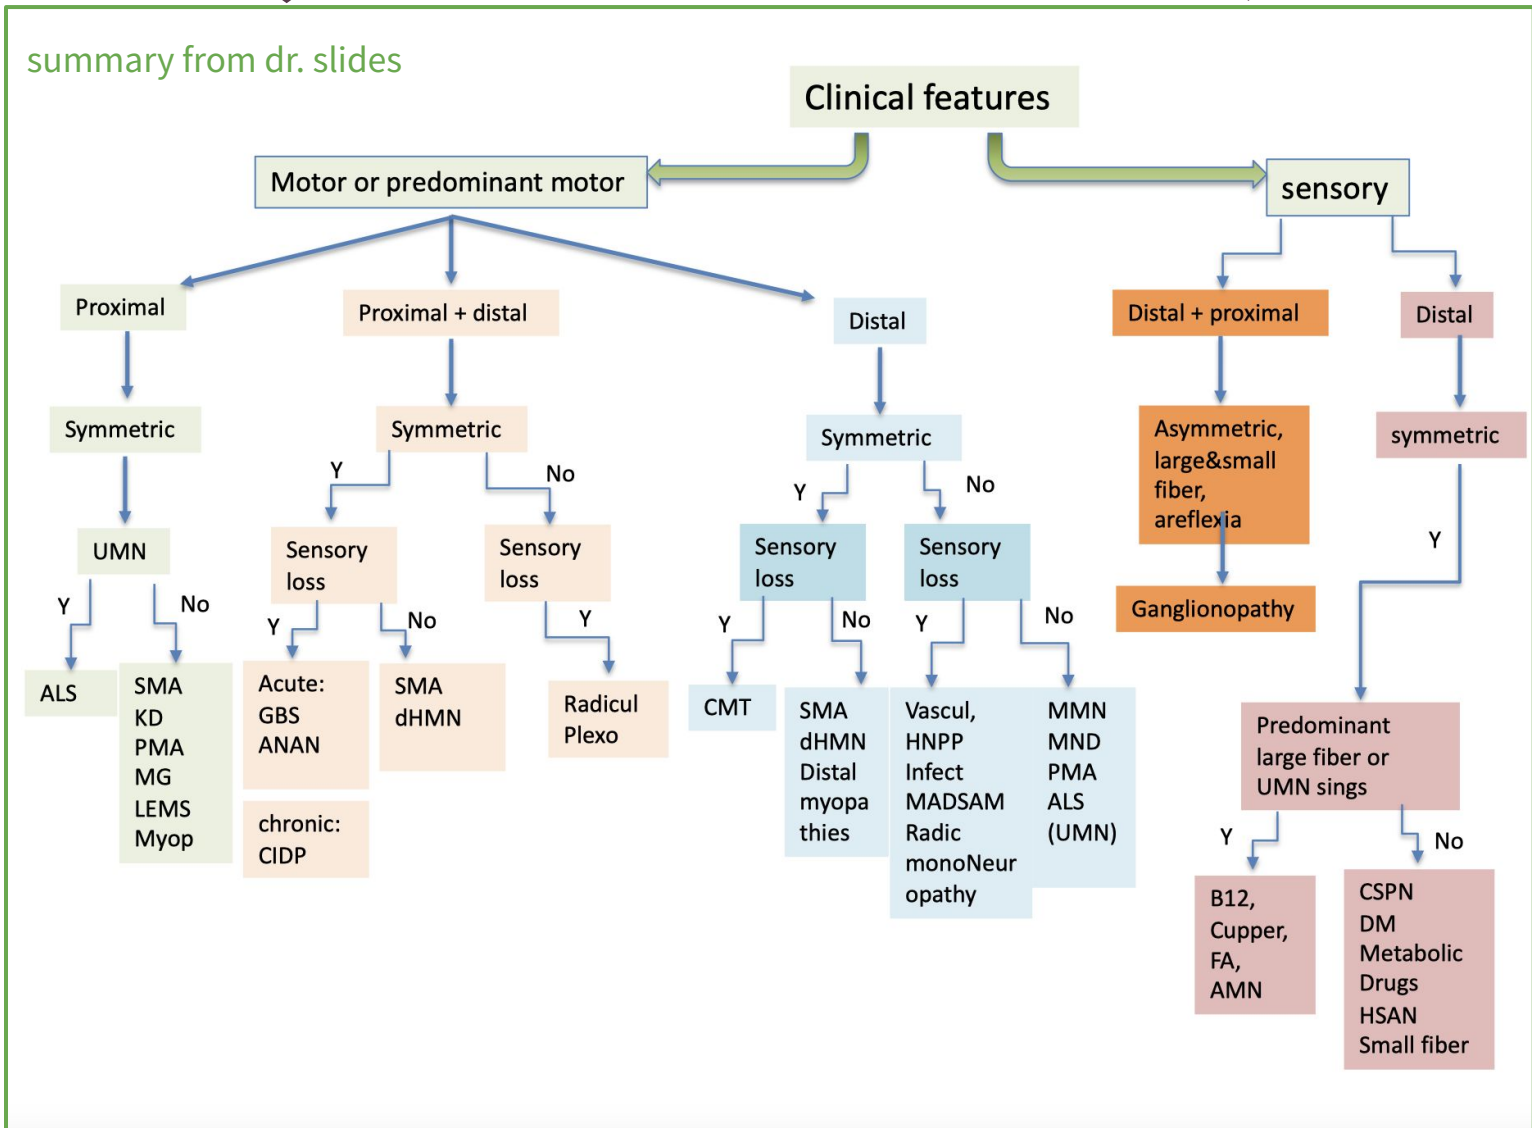 summary from dr. slides
Clinical features
Motor or predominant motor
sensory
Proximal
Proximal + distal
Distal
Distal + proximal
Distal
Symmetric
Symmetric
Symmetric
Asymmetric,
large&small
fiber,
areflexia
symmetric
Y
No
Y
No
Y
UMN
Sensory
loss
Sensory
loss
Sensory
loss
Sensory
loss
Ganglionopathy
Y
No
Y
No
Y
Y
No
Y
No
ALS
SMA
KD
PMA
MG
LEMS
Myop
Acute:
GBS
ANAN
chronic:
CIDP
SMA
dHMN
Radicul
Plexo
CMT
SMA
dHMN
Distal
myopa
thies
Vascul,
HNPP
Infect
MADSAM
Radic
monoNeur
opathy
MMN
MND
PMA
ALS
(UMN)
Predominant
large fiber or
UMN sings
Y
No
B12,
Cupper,
FA,
AMN
CSPN
DM
Metabolic
Drugs
HSAN
Small fiber